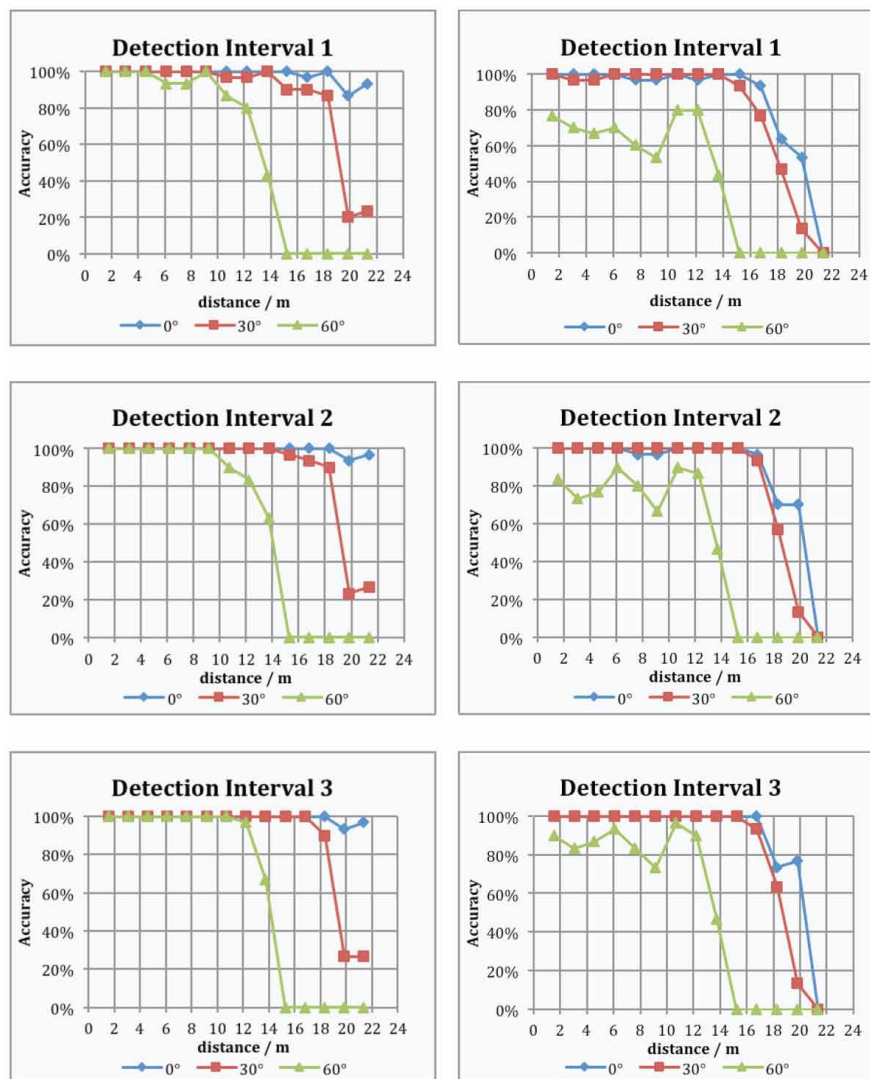 Detection Interval 1
100%
80%
60%
40%
20%
0%
Accuracy
0 2 4 6 8 10 12 14 16 18 20 22 24
distance / m
0° 30° 60°
Detection Interval 1
100%
80%
60%
40%
20%
0%
Accuracy
0 2 4 6 8 10 12 14 16 18 20 22 24
distance / m
0° 30° 60°
Detection Interval 2
100%
80%
60%
40%
20%
0%
Accuracy
0 2 4 6 8 10 12 14 16 18 20 22 24
distance / m
0° 30° 60°
Detection Interval 2
100%
80%
60%
40%
20%
0%
Accuracy
0 2 4 6 8 10 12 14 16 18 20 22 24
distance / m
0° 30° 60°
Detection Interval 3
100%
80%
60%
40%
20%
0%
Accuracy
0 2 4 6 8 10 12 14 16 18 20 22 24
distance / m
0° 30° 60°
Detection Interval 3
100%
80%
60%
40%
20%
0%
Accuracy
0 2 4 6 8 10 12 14 16 18 20 22 24
distance / m
0° 30° 60°